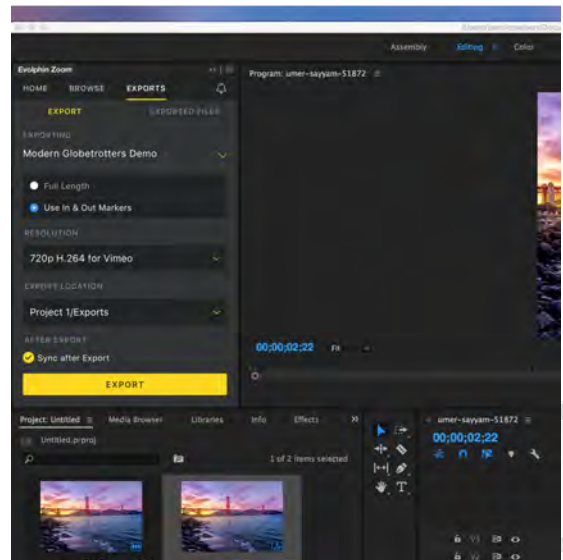 Assembly Editing Color
Evolphin Zoom
Program: umer-sayyam-51872
HOME BROWSE EXPORTS
EXPORT EXPORTED FILES
EXPORTING
Modern Globetrotters Demo
Full Length
Use In & Out Markers
RESOLUTION
720p H.264 for Vimeo
EXPORT LOCATION
Project 1/Exports
AFTER EXPORT
Sync after Export
EXPORT
00;00;02;22 Fit
Project: Untitled Media Browser Libraries Info Effects
Untitled.prproj
1 of 2 items selected
umer-sayyam-51872
00;00;02;22
T
V3
V2